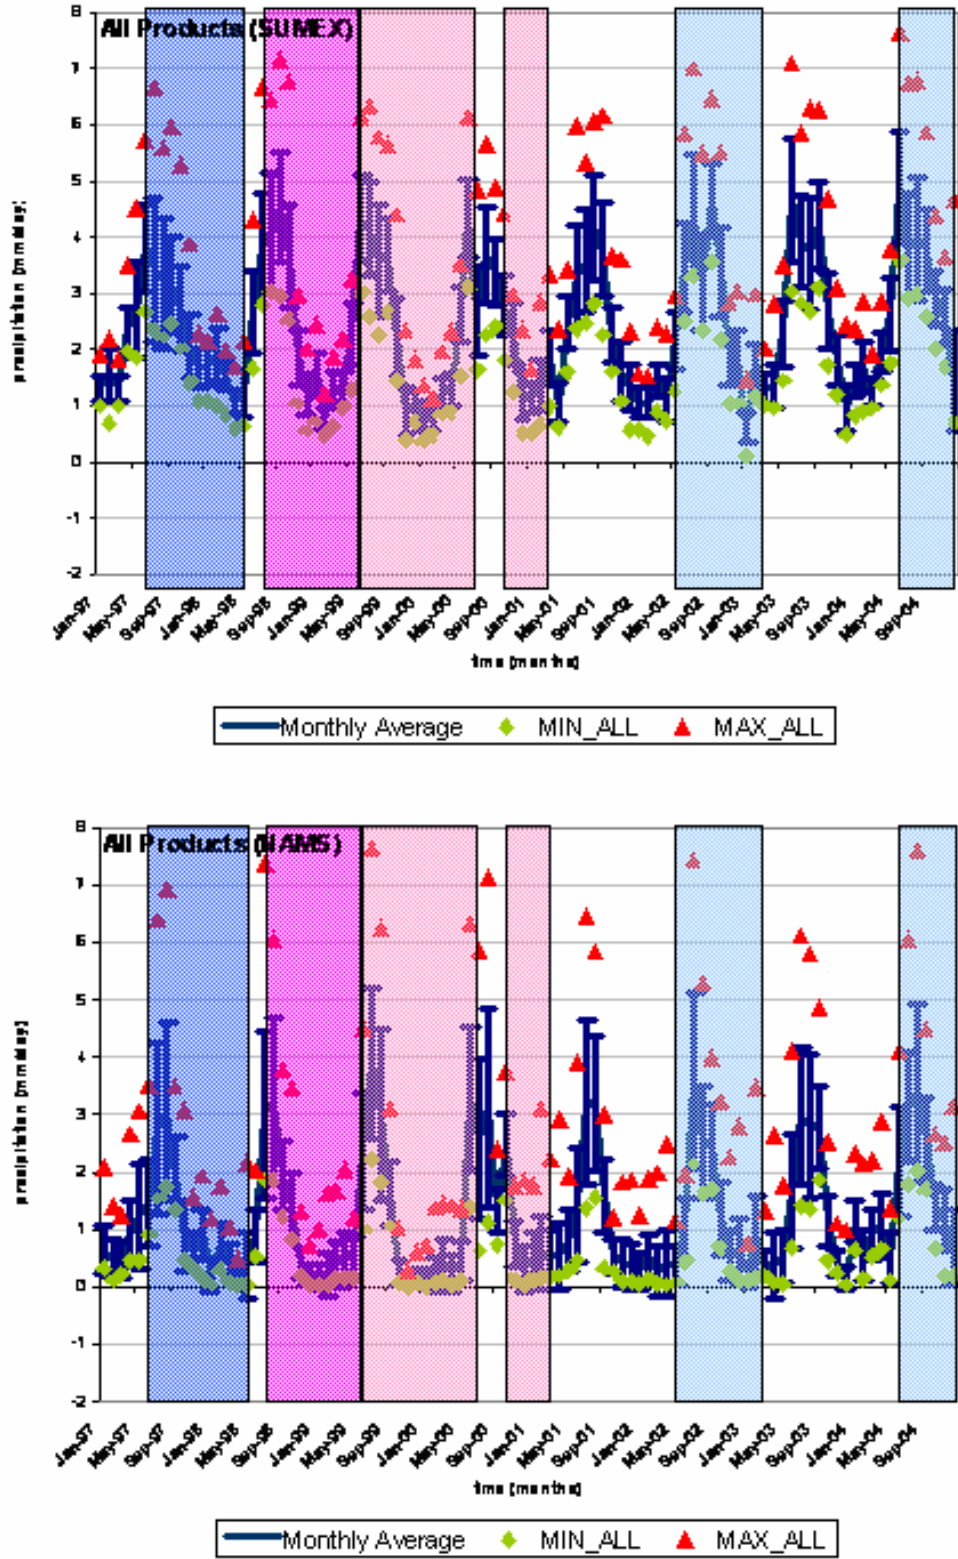 All Products (SUMEX)
8
7
6
5
4
3
2
1
0
-1
-2
precipitation (mm/day)
Jan-97 May-97 Sep-97 Jan-98 May-98 Sep-98 Jan-99 May-99 Sep-99 Jan-00 May-00 Sep-00 Jan-01 May-01 Sep-01 Jan-02 May-02 Sep-02 Jan-03 May-03 Sep-03 Jan-04 May-04 Sep-04
time (months)
Monthly Average MIN_ALL MAX_ALL
All Products (NAMS)
8
7
6
5
4
3
2
1
0
-1
-2
precipitation (mm/day)
Jan-97 May-97 Sep-97 Jan-98 May-98 Sep-98 Jan-99 May-99 Sep-99 Jan-00 May-00 Sep-00 Jan-01 May-01 Sep-01 Jan-02 May-02 Sep-02 Jan-03 May-03 Sep-03 Jan-04 May-04 Sep-04
time (months)
Monthly Average MIN_ALL MAX_ALL